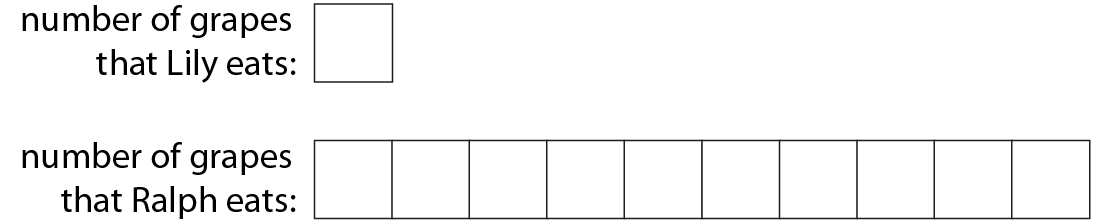 number of grapes
that Lily eats:
number of grapes
that Ralph eats: